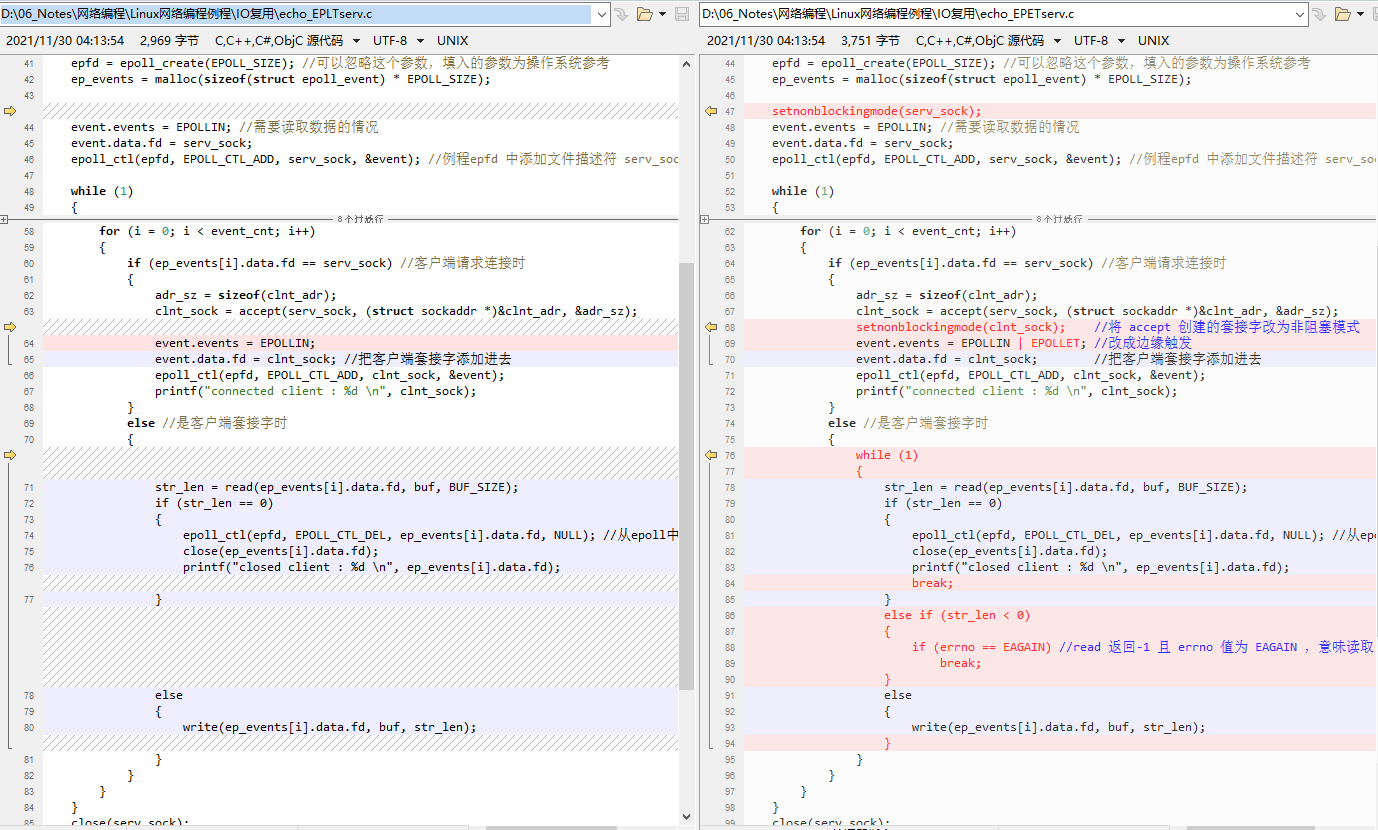 D:\06_Notes\网络编程\Linux网络编程例程\IO复用\echo_EPLTserv.c
2021/11/30 04:13:54 2,969 字节 C,C++,C#,ObjC 源代码 UTF-8 UNIX
41 epfd = epoll_create(EPOLL_SIZE); //可以忽略这个参数，填入的参数为操作系统参考
42 ep_events = malloc(sizeof(struct epoll_event) * EPOLL_SIZE);
43
44 event.events = EPOLLIN; //需要读取数据的情况
45 event.data.fd = serv_sock;
46 epoll_ctl(epfd, EPOLL_CTL_ADD, serv_sock, &event); //例程epfd 中添加文件描述符 serv_soc
47
48 while (1)
49 {
8个过滤行
58 for (i = 0; i < event_cnt; i++)
59 {
60 if (ep_events[i].data.fd == serv_sock) //客户端请求连接时
61 {
62 adr_sz = sizeof(clnt_adr);
63 clnt_sock = accept(serv_sock, (struct sockaddr *)&clnt_adr, &adr_sz);
64 event.events = EPOLLIN;
65 event.data.fd = clnt_sock; //把客户端套接字添加进去
66 epoll_ctl(epfd, EPOLL_CTL_ADD, clnt_sock, &event);
67 printf("connected client : %d \n", clnt_sock);
68 }
69 else //是客户端套接字时
70 {
71 str_len = read(ep_events[i].data.fd, buf, BUF_SIZE);
72 if (str_len == 0)
73 {
74 epoll_ctl(epfd, EPOLL_CTL_DEL, ep_events[i].data.fd, NULL); //从epoll中
75 close(ep_events[i].data.fd);
76 printf("closed client : %d \n", ep_events[i].data.fd);
77 }
78 else
79 {
80 write(ep_events[i].data.fd, buf, str_len);
81 }
82 }
83 }
84 }
85 close(serv_sock);
D:\06_Notes\网络编程\Linux网络编程例程\IO复用\echo_EPETserv.c
2021/11/30 04:13:54 3,751 字节 C,C++,C#,ObjC 源代码 UTF-8 UNIX
44 epfd = epoll_create(EPOLL_SIZE); //可以忽略这个参数，填入的参数为操作系统参考
45 ep_events = malloc(sizeof(struct epoll_event) * EPOLL_SIZE);
46
47 setnonblockingmode(serv_sock);
48 event.events = EPOLLIN; //需要读取数据的情况
49 event.data.fd = serv_sock;
50 epoll_ctl(epfd, EPOLL_CTL_ADD, serv_sock, &event); //例程epfd 中添加文件描述符 serv_soc
51
52 while (1)
53 {
8个过滤行
62 for (i = 0; i < event_cnt; i++)
63 {
64 if (ep_events[i].data.fd == serv_sock) //客户端请求连接时
65 {
66 adr_sz = sizeof(clnt_adr);
67 clnt_sock = accept(serv_sock, (struct sockaddr *)&clnt_adr, &adr_sz);
68 setnonblockingmode(clnt_sock); //将 accept 创建的套接字改为非阻塞模式
69 event.events = EPOLLIN | EPOLLET; //改成边缘触发
70 event.data.fd = clnt_sock; //把客户端套接字添加进去
71 epoll_ctl(epfd, EPOLL_CTL_ADD, clnt_sock, &event);
72 printf("connected client : %d \n", clnt_sock);
73 }
74 else //是客户端套接字时
75 {
76 while (1)
77 {
78 str_len = read(ep_events[i].data.fd, buf, BUF_SIZE);
79 if (str_len == 0)
80 {
81 epoll_ctl(epfd, EPOLL_CTL_DEL, ep_events[i].data.fd, NULL); //从epo
82 close(ep_events[i].data.fd);
83 printf("closed client : %d \n", ep_events[i].data.fd);
84 break;
85 }
86 else if (str_len < 0)
87 {
88 if (errno == EAGAIN) //read 返回-1 且 errno 值为 EAGAIN ，意味读取
89 break;
90 }
91 else
92 {
93 write(ep_events[i].data.fd, buf, str_len);
94 }
95 }
96 }
97 }
98 }
99 close(serv_sock);